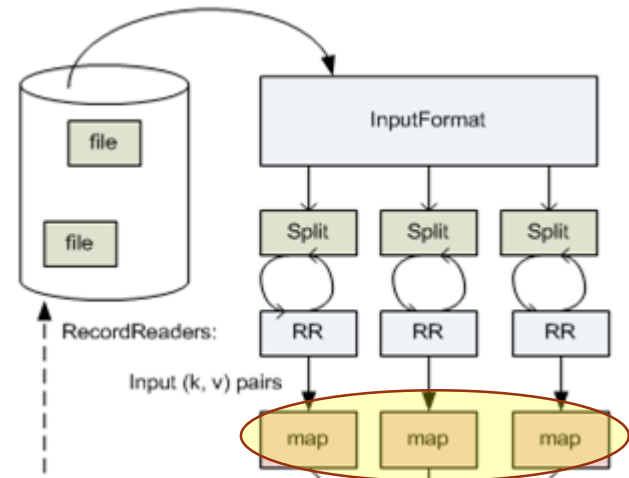 InputFormat
file
file
Split
Split
Split
RecordReaders:
RR
RR
RR
Input (k, v) pairs
map
map
map